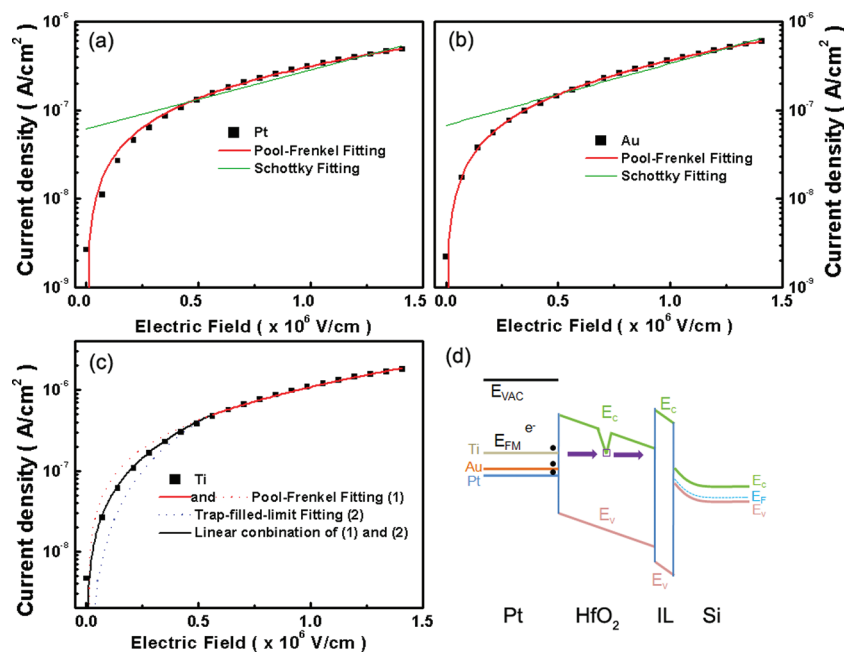 (a)
Current density ( A/cm²)
10⁻⁶
10⁻⁷
10⁻⁸
10⁻⁹
Pt
Pool-Frenkel Fitting
Schottky Fitting
0.0 0.5 1.0 1.5
Electric Field ( x 10⁶ V/cm )
(b)
Au
Pool-Frenkel Fitting
Schottky Fitting
0.0 0.5 1.0 1.5
Electric Field ( x 10⁶ V/cm )
10⁻⁶
10⁻⁷
10⁻⁸
10⁻⁹
Current density ( A/cm²)
(c)
Current density ( A/cm²)
10⁻⁶
10⁻⁷
10⁻⁸
Ti
and Pool-Frenkel Fitting (1)
Trap-filled-limit Fitting (2)
Linear conbination of (1) and (2)
0.0 0.5 1.0 1.5
Electric Field ( x 10⁶ V/cm )
(d)
E_VAC
E_c
E_c
e⁻
Ti E_FM
Au
Pt
E_c
E_F
E_v
E_v
E_v
Pt HfO₂ IL Si